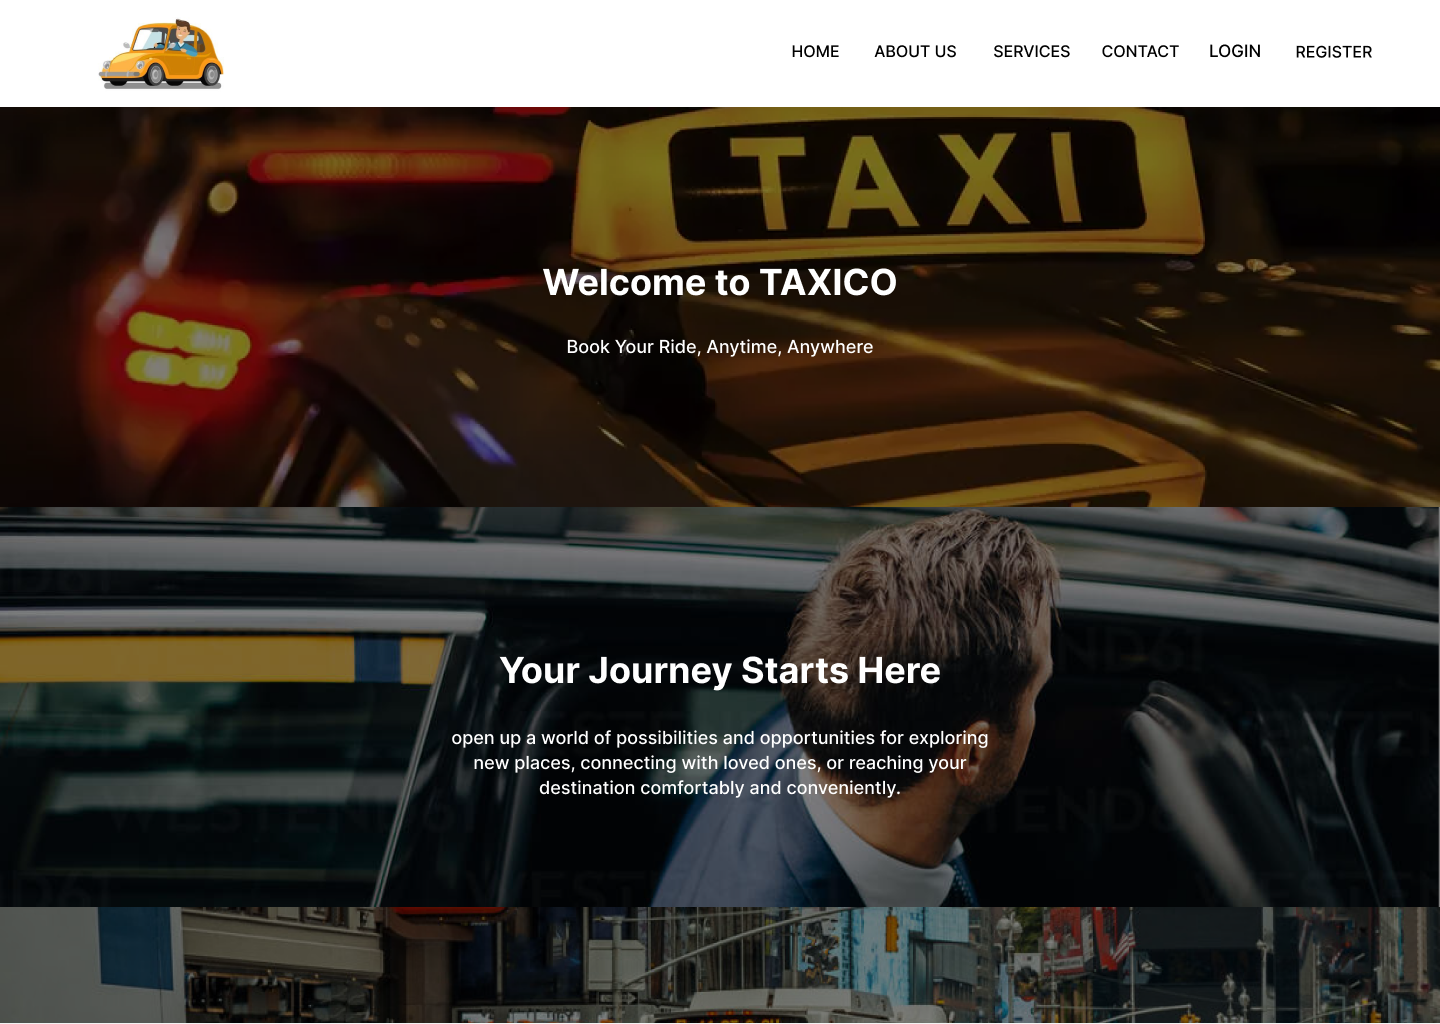 HOME ABOUT US SERVICES CONTACT LOGIN REGISTER
TAXI
Welcome to TAXICO
Book Your Ride, Anytime, Anywhere
Your Journey Starts Here
open up a world of possibilities and opportunities for exploring
new places, connecting with loved ones, or reaching your
destination comfortably and conveniently.
WESTEND61